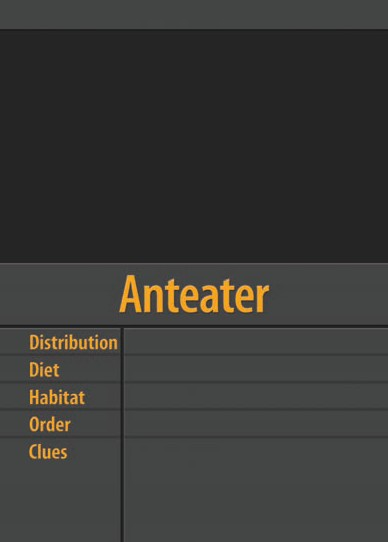 Anteater
Distribution
Diet
Habitat
Order
Clues